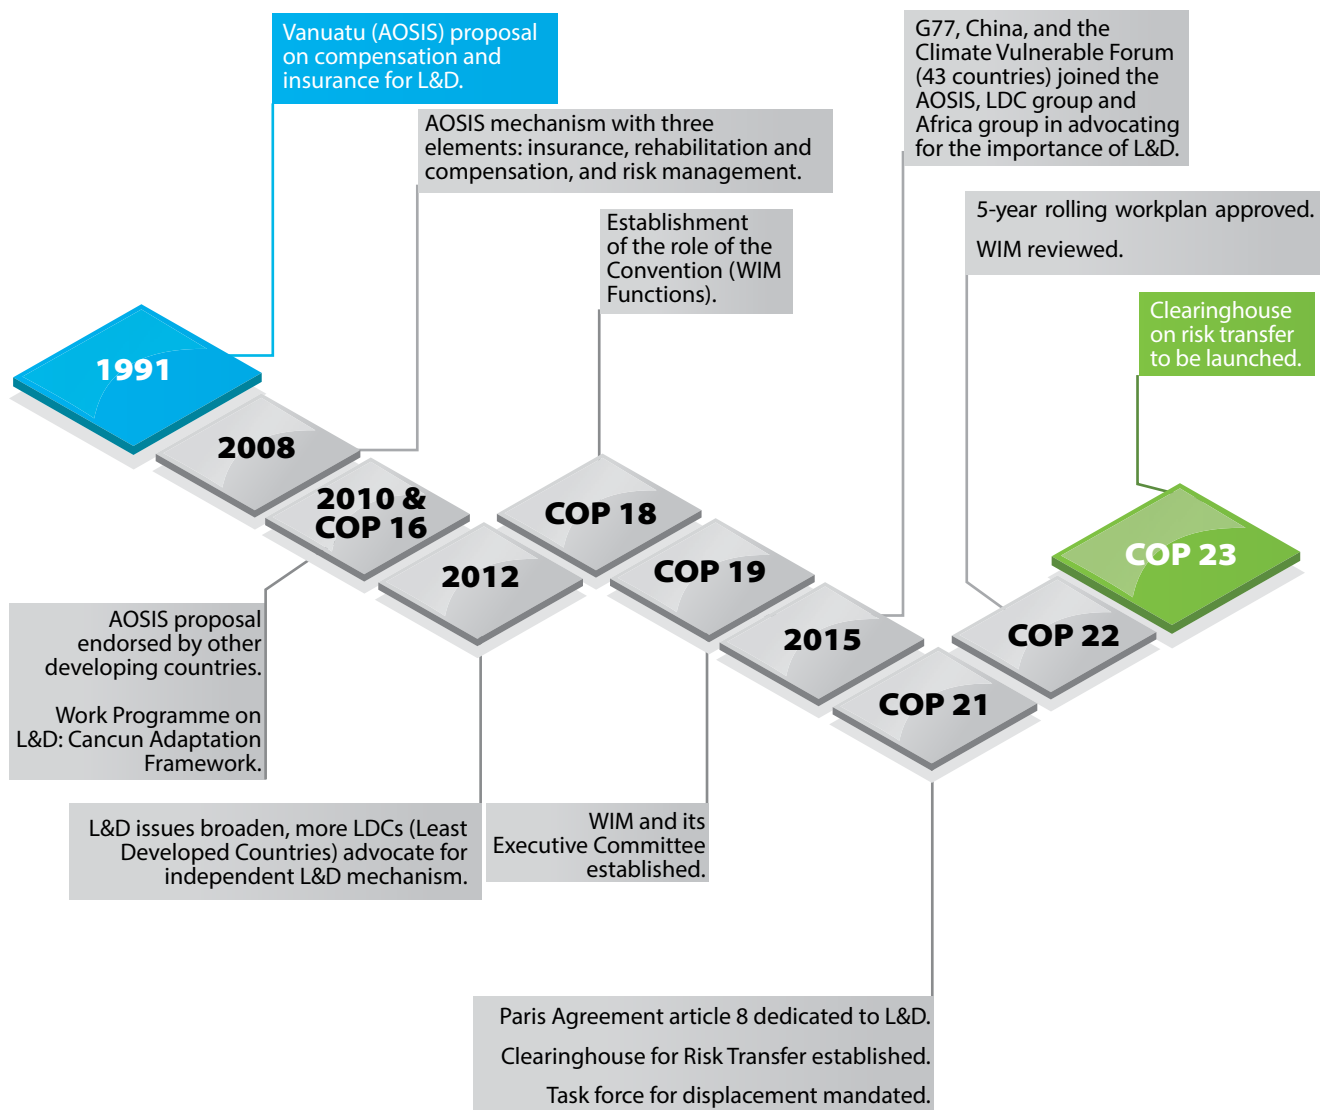 Vanuatu (AOSIS) proposal
on compensation and
insurance for L&D.
AOSIS mechanism with three
elements: insurance, rehabilitation and
compensation, and risk management.
Establishment
of the role of the
Convention (WIM
Functions).
G77, China, and the
Climate Vulnerable Forum
(43 countries) joined the
AOSIS, LDC group and
Africa group in advocating
for the importance of L&D.
5-year rolling workplan approved.
WIM reviewed.
Clearinghouse
on risk transfer
to be launched.
1991
2008
2010 &
COP 16
2012
COP 18
COP 19
2015
COP 21
COP 22
COP 23
AOSIS proposal
endorsed by other
developing countries.
Work Programme on
L&D: Cancun Adaptation
Framework.
L&D issues broaden, more LDCs (Least
Developed Countries) advocate for
independent L&D mechanism.
WIM and its
Executive Committee
established.
Paris Agreement article 8 dedicated to L&D.
Clearinghouse for Risk Transfer established.
Task force for displacement mandated.